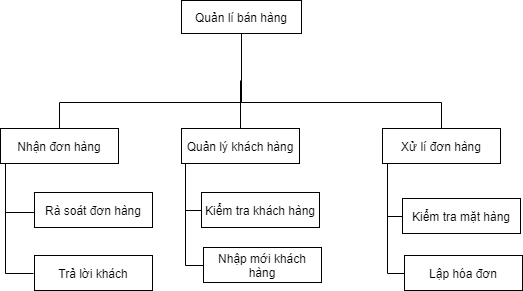 Quản lí bán hàng
Nhận đơn hàng
Quản lý khách hàng
Xử lí đơn hàng
Rà soát đơn hàng
Kiểm tra khách hàng
Kiểm tra mặt hàng
Trả lời khách
Nhập mới khách
hàng
Lập hóa đơn